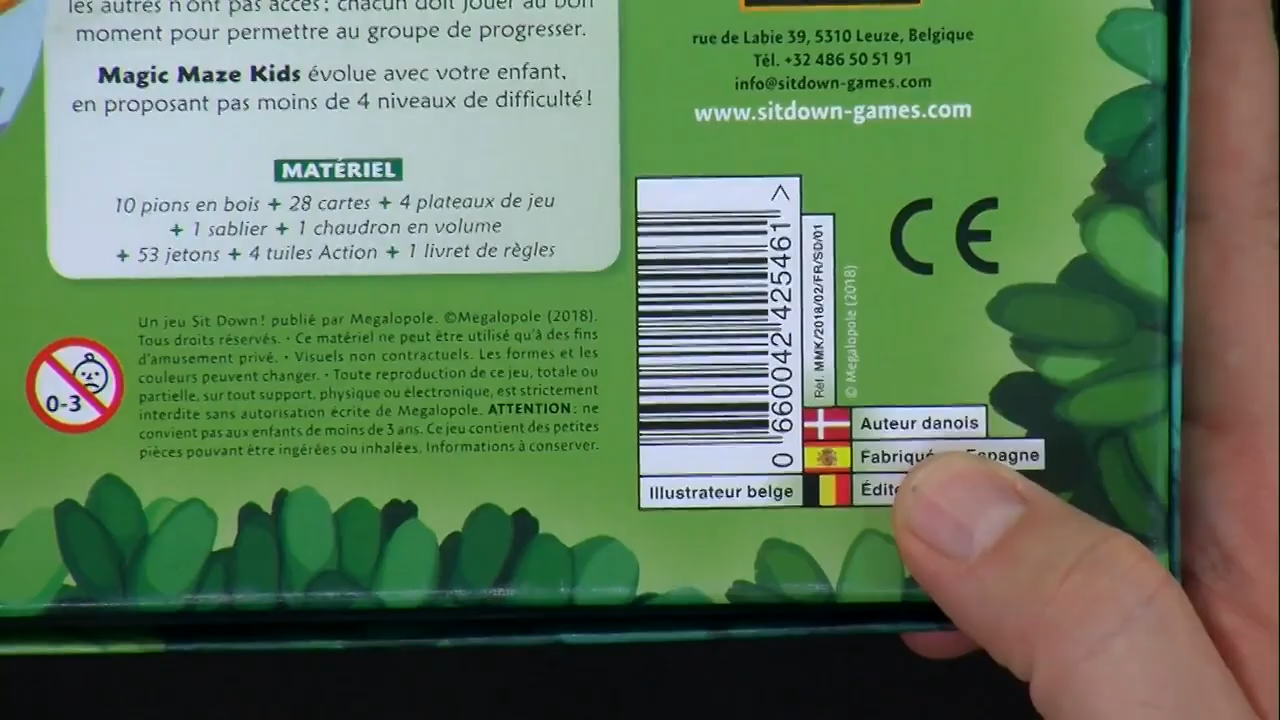 les autres n'ont pas accès : chacun doit jouer au bon
moment pour permettre au groupe de progresser.
Magic Maze Kids évolue avec votre enfant,
en proposant pas moins de 4 niveaux de difficulté !
MATÉRIEL
10 pions en bois + 28 cartes + 4 plateaux de jeu
+ 1 sablier + 1 chaudron en volume
+ 53 jetons + 4 tuiles Action + 1 livret de règles
0-3
Un jeu Sit Down! publié par Megalopole. ©Megalopole (2018).
Tous droits réservés. • Ce matériel ne peut être utilisé qu'à des fins
d'amusement privé. • Visuels non contractuels. Les formes et les
couleurs peuvent changer. • Toute reproduction de ce jeu, totale ou
partielle, sur tout support, physique ou électronique, est strictement
interdite sans autorisation écrite de Megalopole. ATTENTION : ne
convient pas aux enfants de moins de 3 ans. Ce jeu contient des petites
pièces pouvant être ingérées ou inhalées. Informations à conserver.
rue de Labie 39, 5310 Leuze, Belgique
Tél. +32 486 50 51 91
info@sitdown-games.com
www.sitdown-games.com
0 660042 425461 >
Réf. MMK/2018/02/FR/SD/01
© Megalopole (2018)
CE
Auteur danois
Espagne
Illustrateur belge